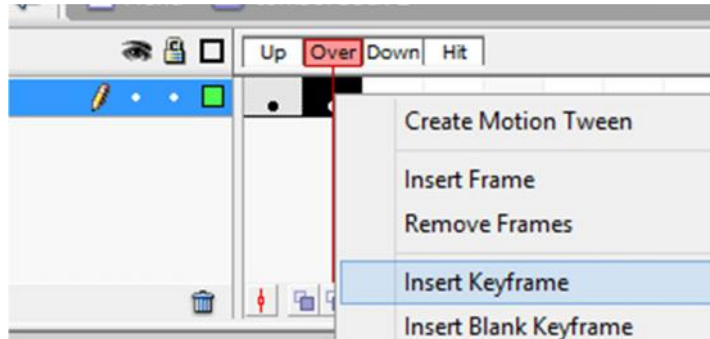 Up Over Down Hit
Create Motion Tween
Insert Frame
Remove Frames
Insert Keyframe
Insert Blank Keyframe